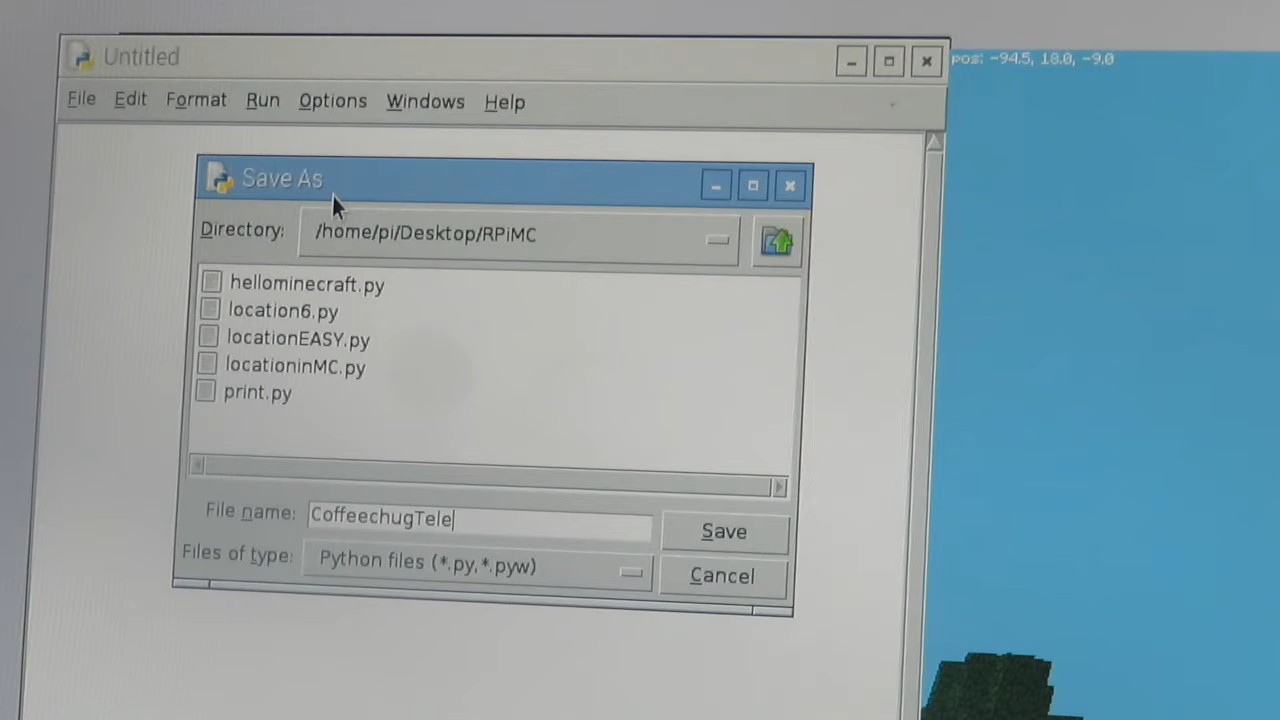 Untitled
pos: -94.5, 18.0, -9.0
File Edit Format Run Options Windows Help
Save As
Directory: /home/pi/Desktop/RPiMC
hellominecraft.py
location6.py
locationEASY.py
locationinMC.py
print.py
File name: CoffeechugTele Save
Files of type: Python files (*.py,*.pyw) Cancel